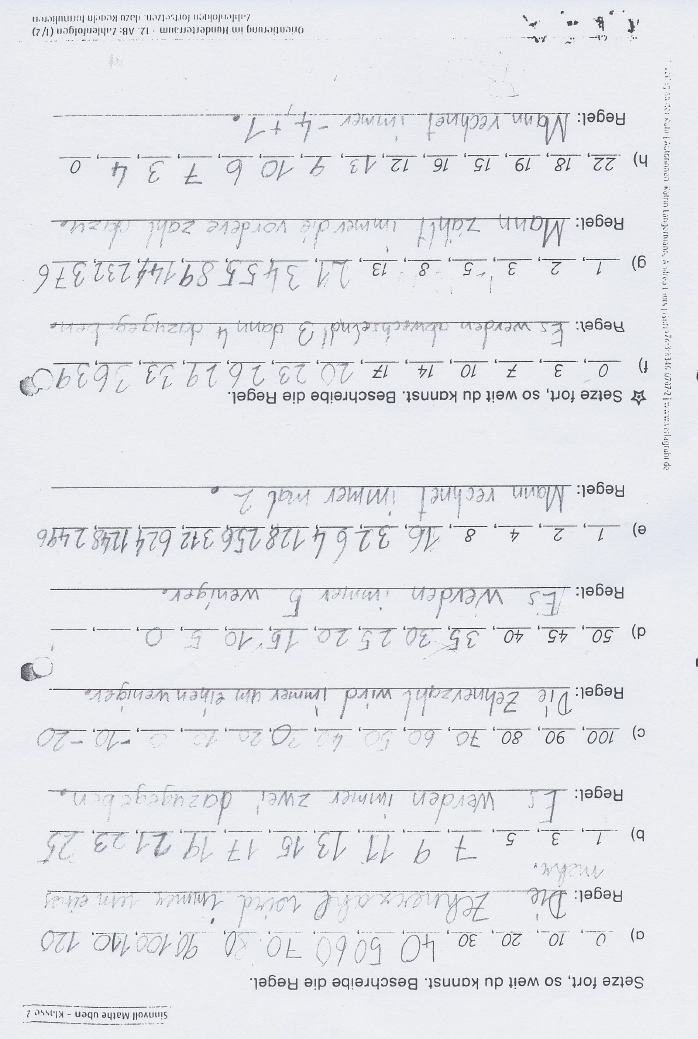 Sinnvoll Mathe üben – Klasse 2
Setze fort, so weit du kannst. Beschreibe die Regel.
a) 0, 10, 20, 30, 40 50 60, 70, 80, 90, 100, 110, 120
Regel: Die Zehnerzahl wird immer um eines
mehr.
b) 1, 3, 5, 7, 9, 11, 13, 15, 17, 19, 21, 23, 25
Regel: Es werden immer zwei dazugegeben.
c) 100, 90, 80, 70, 60, 50, 40, 30, 20, 10, 0, -10, -20
Regel: Die Zehnerzahl wird immer um einen weniger.
d) 50, 45, 40, 35, 30, 25, 20, 15, 10, 5, 0
Regel: Es werden immer 5 weniger.
e) 1, 2, 4, 8, 16, 32, 64, 128, 256, 312, 624, 1248, 2496
Regel: Mann rechnet immer mal 2.
☆ Setze fort, so weit du kannst. Beschreibe die Regel.
f) 0, 3, 7, 10, 14, 17, 20, 23, 26, 29, 33, 36 39
Regel: Es werden abwechselnd 3 dann 4 dazugegeben.
g) 1, 2, 3, 5, 8, 13, 21, 34, 55, 89, 144, 232, 376
Regel: Mann zählt immer die vordere zahl dazu.
h) 22, 18, 19, 15, 16, 12, 13, 9, 10, 6, 7, 3, 4, 0
Regel: Mann rechnet immer -4, +1.
Orientierung im Hunderterraum · 12. AB: Zahlenfolgen (1/2)
Zahlenfolgen fortsetzen, dazu Regeln formulieren